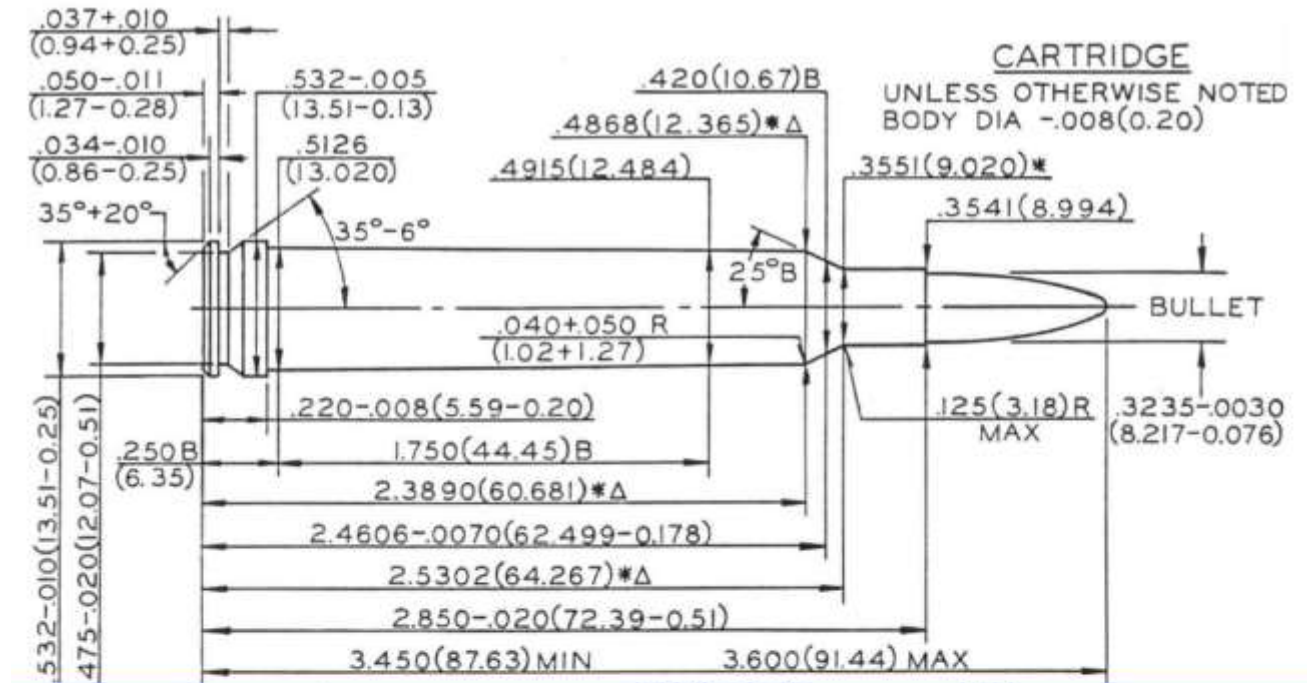 .037+.010
(0.94+0.25)
.050-.011
(1.27-0.28)
.034-.010
(0.86-0.25)
35°+20°
.532-.005
(13.51-0.13)
.5126
(13.020)
35°-6°
.420(10.67)B
.4868(12.365)*Δ
.4915(12.484)
CARTRIDGE
UNLESS OTHERWISE NOTED
BODY DIA -.008(0.20)
.3551(9.020)*
.3541(8.994)
25°B
BULLET
.040+.050 R
(1.02+1.27)
.220-.008(5.59-0.20)
.125(3.18)R
MAX
.3235-.0030
(8.217-0.076)
.250B
(6.35)
1.750(44.45)B
2.3890(60.681)*Δ
2.4606-.0070(62.499-0.178)
2.5302(64.267)*Δ
2.850-.020(72.39-0.51)
3.450(87.63)MIN 3.600(91.44)MAX
.532-.010(13.51-0.25)
.475-.020(12.07-0.51)